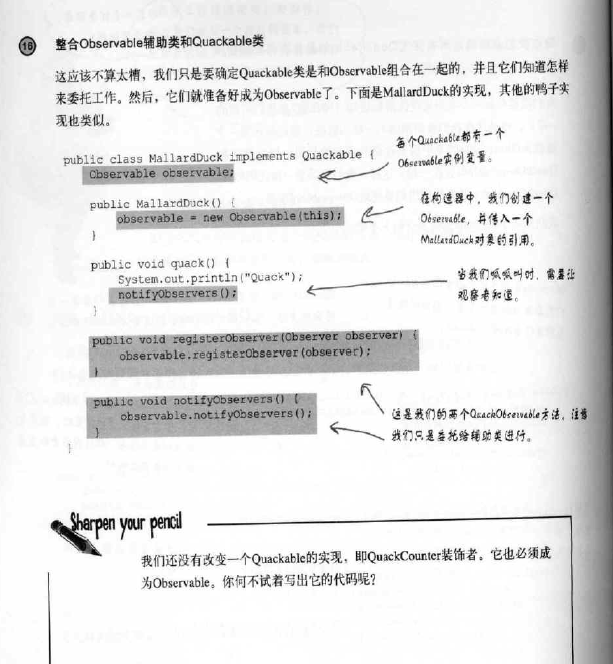 16 整合Observable辅助类和Quackable类
这应该不算太糟，我们只是要确定Quackable类是和Observable组合在一起的，并且它们知道怎样
来委托工作。然后，它们就准备好成为Observable了。下面是MallardDuck的实现，其他的鸭子实
现也类似。
public class MallardDuck implements Quackable {
Observable observable;
每个Quackable都有一个
Observable实例变量。
public MallardDuck() {
observable = new Observable(this);
}
在构造器中，我们创建一个
Observable，并传入一个
MallardDuck对象的引用。
public void quack() {
System.out.println("Quack");
notifyObservers();
}
当我们呱呱叫时，需要让
观察者知道。
public void registerObserver(Observer observer) {
observable.registerObserver(observer);
}
public void notifyObservers() {
observable.notifyObservers();
}
}
这是我们的两个QuackObservable方法，注意
我们只是委托给辅助类进行。
Sharpen your pencil
我们还没有改变一个Quackable的实现，即QuackCounter装饰者。它也必须成
为Observable。你何不试着写出它的代码呢？